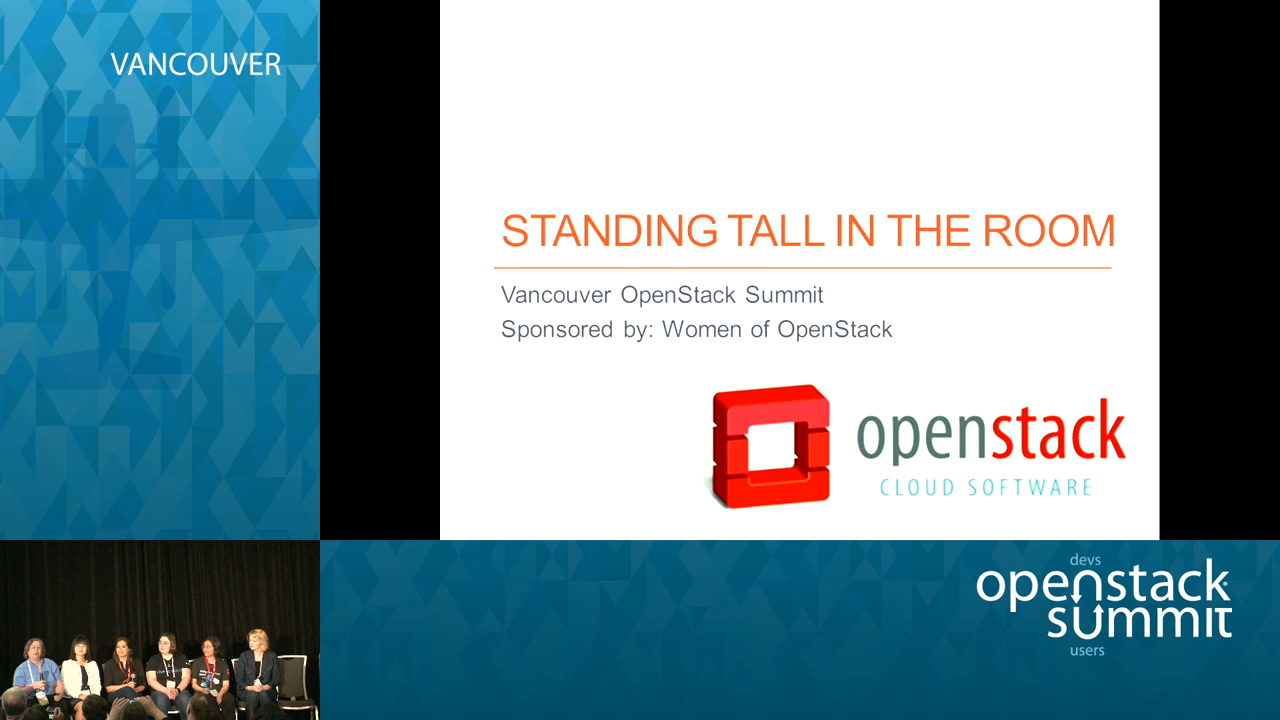 VANCOUVER
STANDING TALL IN THE ROOM
Vancouver OpenStack Summit
Sponsored by: Women of OpenStack
openstack
CLOUD SOFTWARE
devs
openstack
summit
users